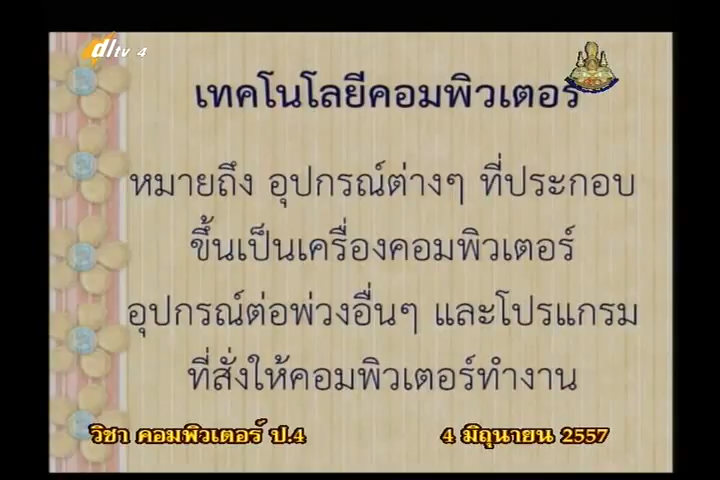 dltv 4
เทคโนโลยีคอมพิวเตอร์
หมายถึง อุปกรณ์ต่างๆ ที่ประกอบ
ขึ้นเป็นเครื่องคอมพิวเตอร์
อุปกรณ์ต่อพ่วงอื่นๆ และโปรแกรม
ที่สั่งให้คอมพิวเตอร์ทำงาน
วิชา คอมพิวเตอร์ ป.4
4 มิถุนายน 2557